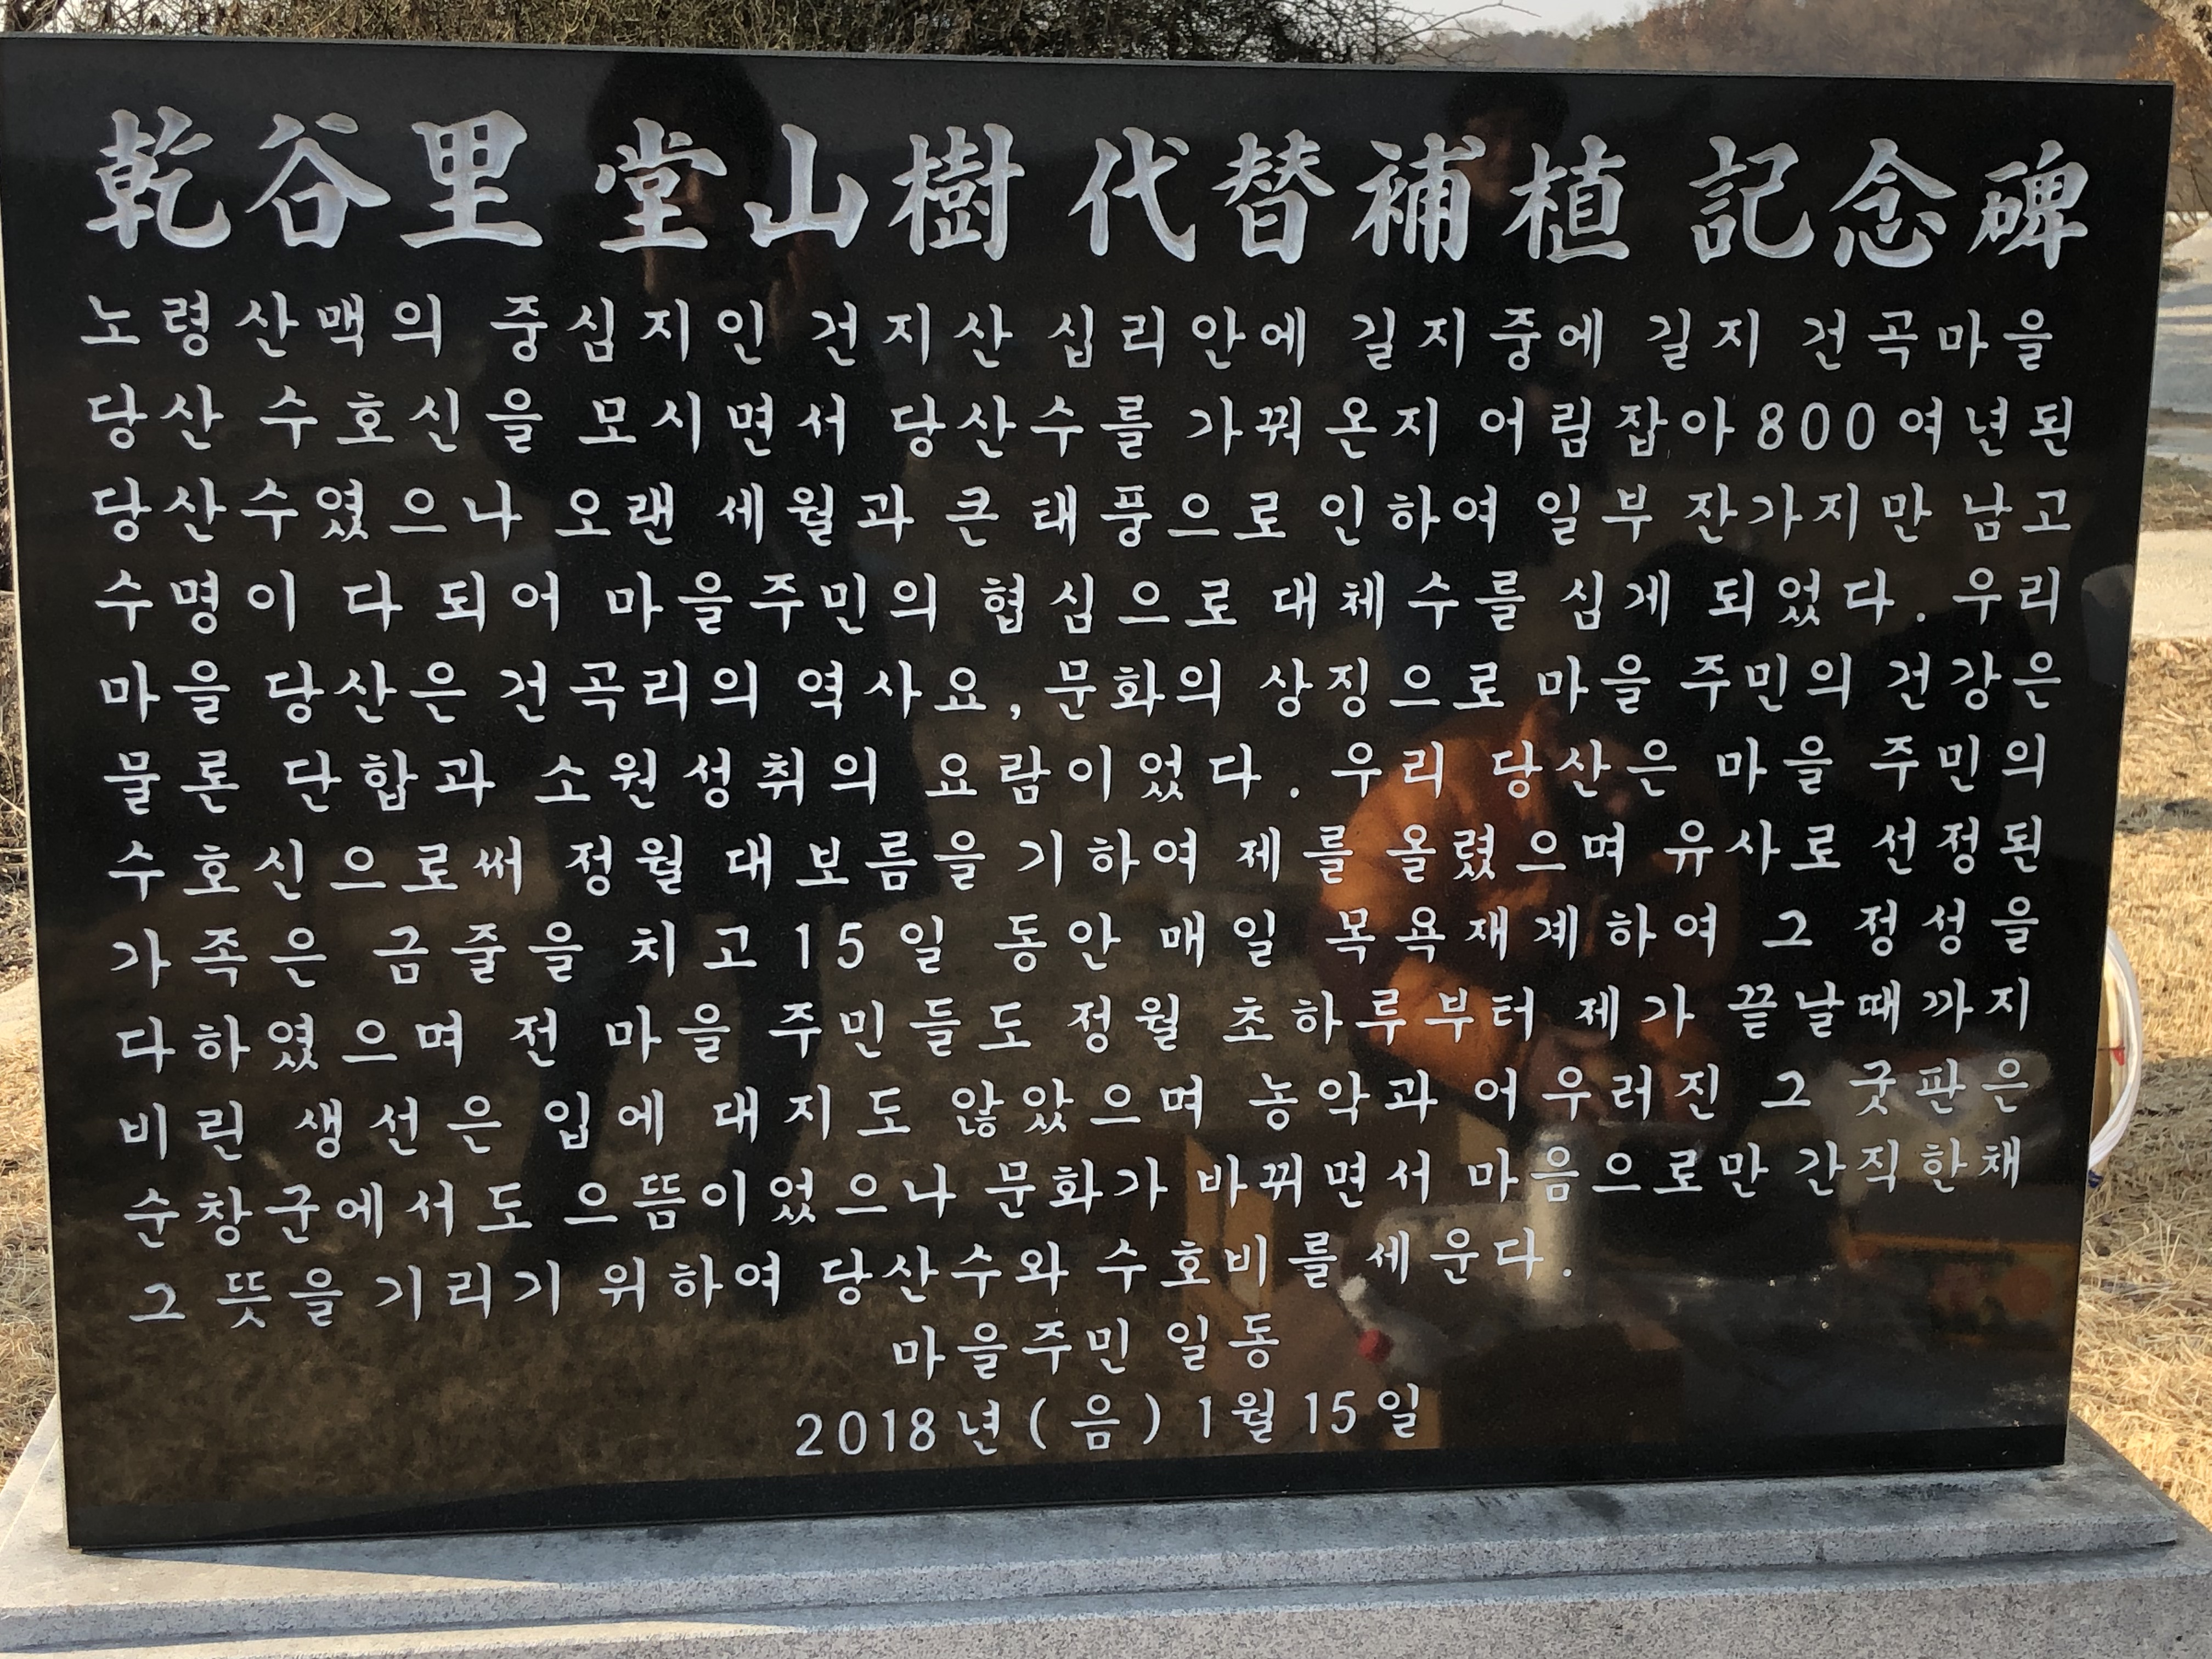 乾谷里 堂山樹 代替補植 記念碑
노령산맥의 중심지인 건지산 십리안에 길지중에 길지 건곡마을
당산 수호신을 모시면서 당산수를 가꿔온지 어림잡아 800여년된
당산수였으나 오랜 세월과 큰 태풍으로 인하여 일부 잔가지만 남고
수명이 다 되어 마을주민의 협심으로 대체수를 심게 되었다. 우리
마을 당산은 건곡리의 역사요, 문화의 상징으로 마을 주민의 건강은
물론 단합과 소원성취의 요람이었다. 우리 당산은 마을 주민의
수호신으로써 정월 대보름을 기하여 제를 올렸으며 유사로 선정된
가족은 금줄을 치고 15일 동안 매일 목욕재계하여 그 정성을
다하였으며 전 마을 주민들도 정월 초하루부터 제가 끝날때까지
비린 생선은 입에 대지도 않았으며 농악과 어우러진 그 굿판은
순창군에서도 으뜸이었으나 문화가 바뀌면서 마음으로만 간직한채
그 뜻을 기리기 위하여 당산수와 수호비를 세운다.
마을주민 일동
2018년(음) 1월 15일